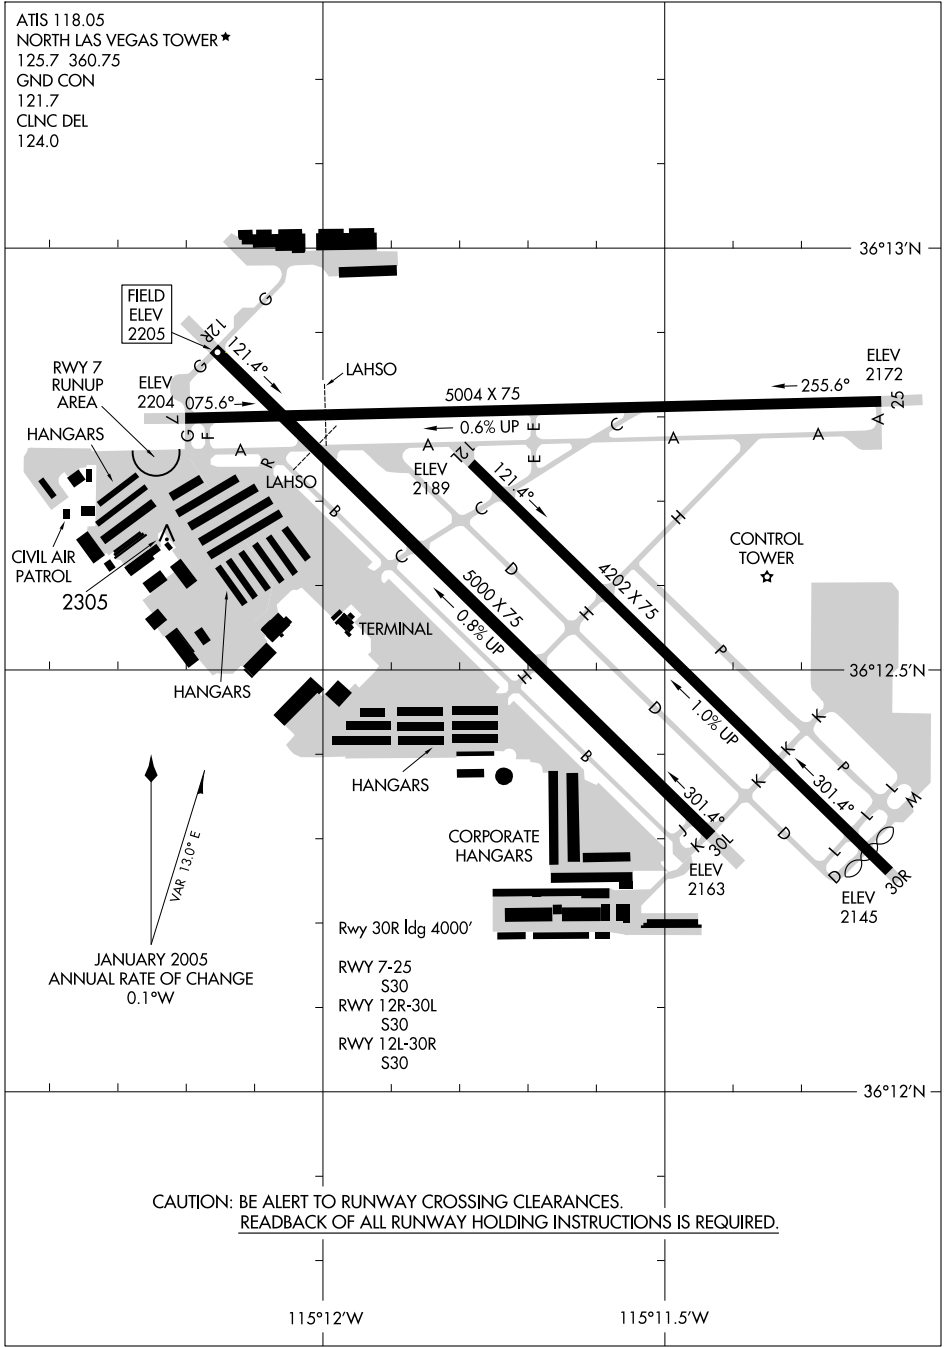 ATIS 118.05
NORTH LAS VEGAS TOWER★
125.7 360.75
GND CON
121.7
CLNC DEL
124.0
36°13'N
G
FIELD
ELEV
2205
12R
G
121.4°
RWY 7
RUNUP
AREA
LAHSO
ELEV
2172
ELEV
2204
075.6°
5004 X 75
255.6°
25
HANGARS
7
G
F
0.6% UP
E
C
A
A
R
A
E
A
A
12L
LAHSO
ELEV
2189
121.4°
B
C
H
CIVIL AIR
PATROL
C
D
CONTROL
TOWER
2305
5000 X 75
4202 X 75
0.8% UP
H
TERMINAL
P
HANGARS
H
36°12.5'N
D
1.0% UP
K
K
B
HANGARS
K
P
L
M
301.4°
301.4°
L
CORPORATE
HANGARS
D
L
K
30L
ELEV
2163
D
30R
ELEV
2145
VAR 13.0° E
JANUARY 2005
ANNUAL RATE OF CHANGE
0.1°W
Rwy 30R ldg 4000'
RWY 7-25
S30
RWY 12R-30L
S30
RWY 12L-30R
S30
36°12'N
CAUTION: BE ALERT TO RUNWAY CROSSING CLEARANCES.
READBACK OF ALL RUNWAY HOLDING INSTRUCTIONS IS REQUIRED.
115°12'W
115°11.5'W